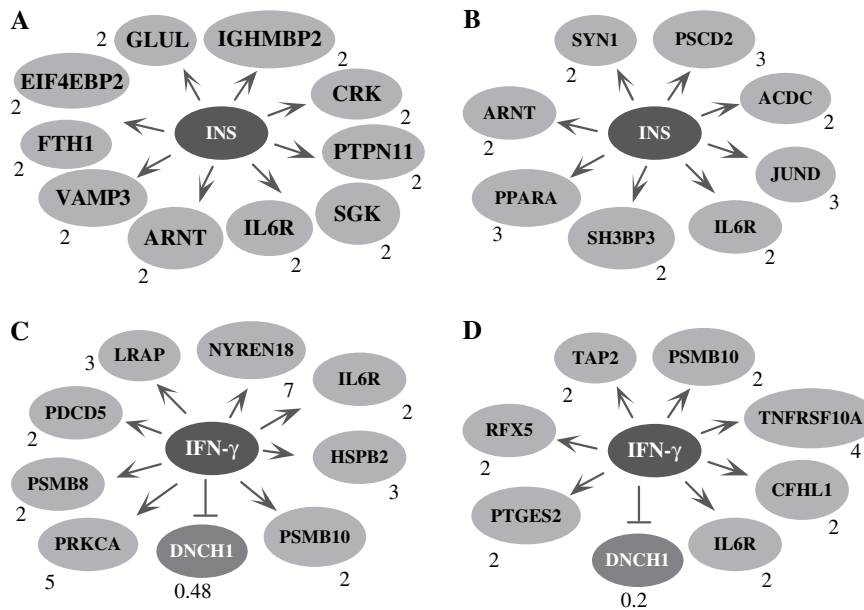 A
GLUL
2
IGHMBP2
2
EIF4EBP2
2
CRK
2
INS
FTH1
2
PTPN11
2
VAMP3
2
SGK
2
ARNT
2
IL6R
2
B
SYN1
2
PSCD2
3
ARNT
2
ACDC
2
INS
JUND
3
PPARA
3
SH3BP3
2
IL6R
2
C
LRAP
3
NYREN18
7
IL6R
2
PDCD5
2
IFN-γ
HSPB2
3
PSMB8
2
PRKCA
5
DNCH1
0.48
PSMB10
2
D
TAP2
2
PSMB10
2
TNFRSF10A
4
RFX5
2
IFN-γ
CFHL1
2
PTGES2
2
IL6R
2
DNCH1
0.2